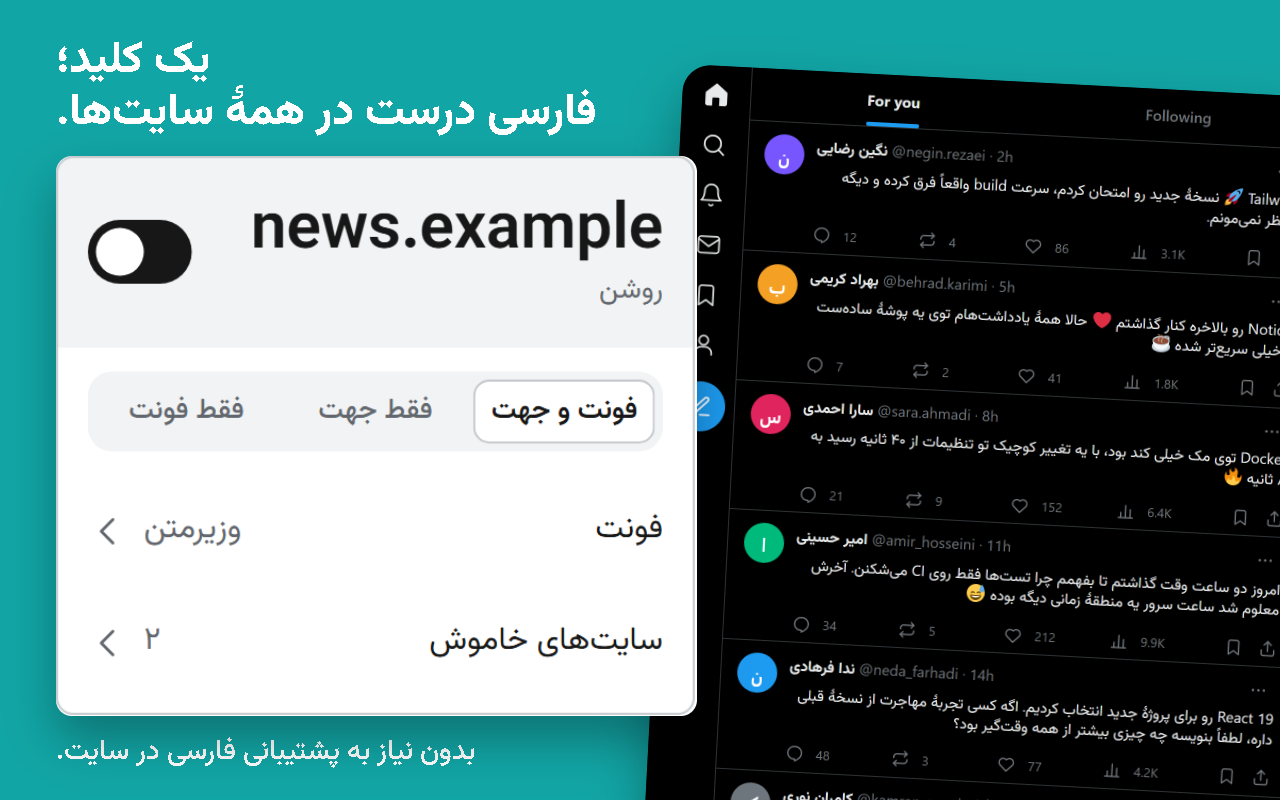 یک کلید؛
فارسی درست در همهٔ سایت‌ها.
news.example
روشن
فونت و جهت
فقط جهت
فقط فونت
فونت
وزیرمتن
سایت‌های خاموش
۲
بدون نیاز به پشتیبانی فارسی در سایت.
For you
Following
ن
نگین رضایی @negin.rezaei · 2h
نسخهٔ جدید رو امتحان کردم، سرعت build واقعاً فرق کرده و دیگه
نمی‌مونم.
12 4 86 3.1K
ب
بهراد کریمی @behrad.karimi · 5h
رو بالاخره کنار گذاشتم ❤️ حالا همهٔ یادداشت‌هام توی یه پوشهٔ ساده‌ست
خیلی سریع‌تر شده ☕
7 2 41 1.8K
س
سارا احمدی @sara.ahmadi · 8h
توی مک خیلی کند بود، با یه تغییر کوچیک تو تنظیمات از ۴۰ ثانیه رسید به
ثانیه 🔥
21 9 152 6.4K
ا
امیر حسینی @amir_hosseini · 11h
امروز دو ساعت وقت گذاشتم تا بفهمم چرا تست‌ها فقط روی CI می‌شکنن. آخرش
معلوم شد ساعت سرور یه منطقهٔ زمانی دیگه بوده 😅
34 5 212 9.9K
ن
ندا فرهادی @neda_farhadi · 14h
React 19 رو برای پروژهٔ جدید انتخاب کردیم. اگه کسی تجربهٔ مهاجرت از نسخهٔ قبلی
داره، لطفاً بنویسه چه چیزی بیشتر از همه وقت‌گیر بود؟
48 3 77 4.2K
کامران نوری